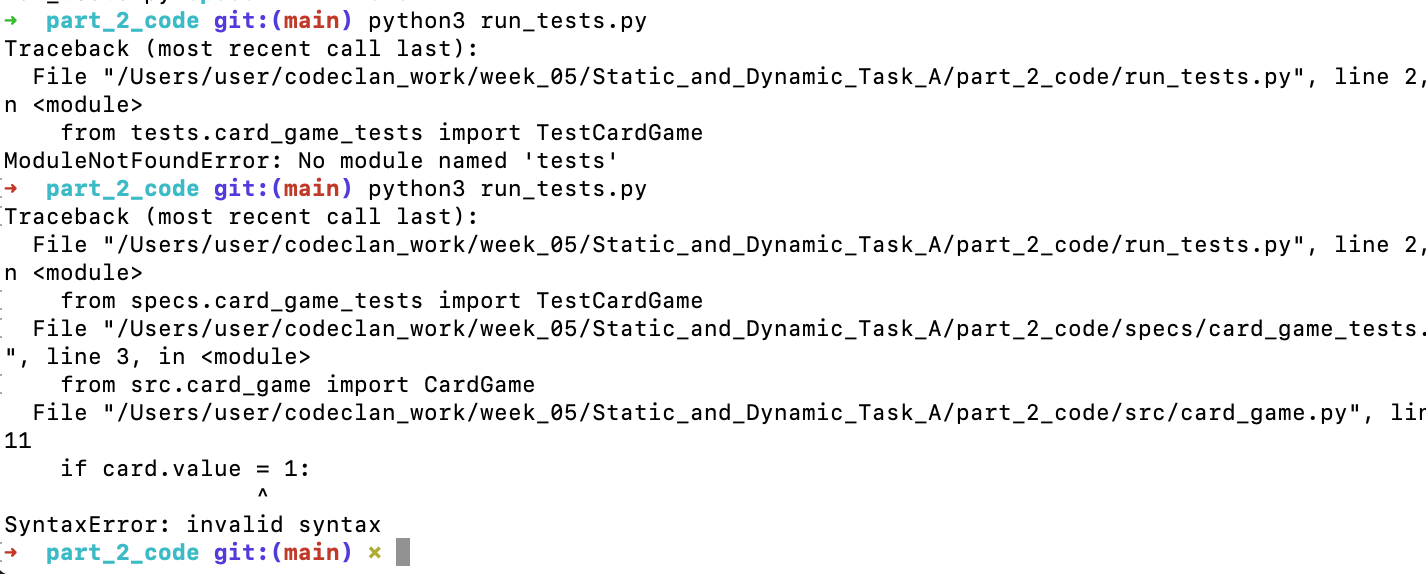 ➜  part_2_code git:(main) python3 run_tests.py
Traceback (most recent call last):
  File "/Users/user/codeclan_work/week_05/Static_and_Dynamic_Task_A/part_2_code/run_tests.py", line 2,
n <module>
    from tests.card_game_tests import TestCardGame
ModuleNotFoundError: No module named 'tests'
➜  part_2_code git:(main) python3 run_tests.py
Traceback (most recent call last):
  File "/Users/user/codeclan_work/week_05/Static_and_Dynamic_Task_A/part_2_code/run_tests.py", line 2,
n <module>
    from specs.card_game_tests import TestCardGame
  File "/Users/user/codeclan_work/week_05/Static_and_Dynamic_Task_A/part_2_code/specs/card_game_tests.
", line 3, in <module>
    from src.card_game import CardGame
  File "/Users/user/codeclan_work/week_05/Static_and_Dynamic_Task_A/part_2_code/src/card_game.py", lin
11
    if card.value = 1:
                  ^
SyntaxError: invalid syntax
➜  part_2_code git:(main) ✗